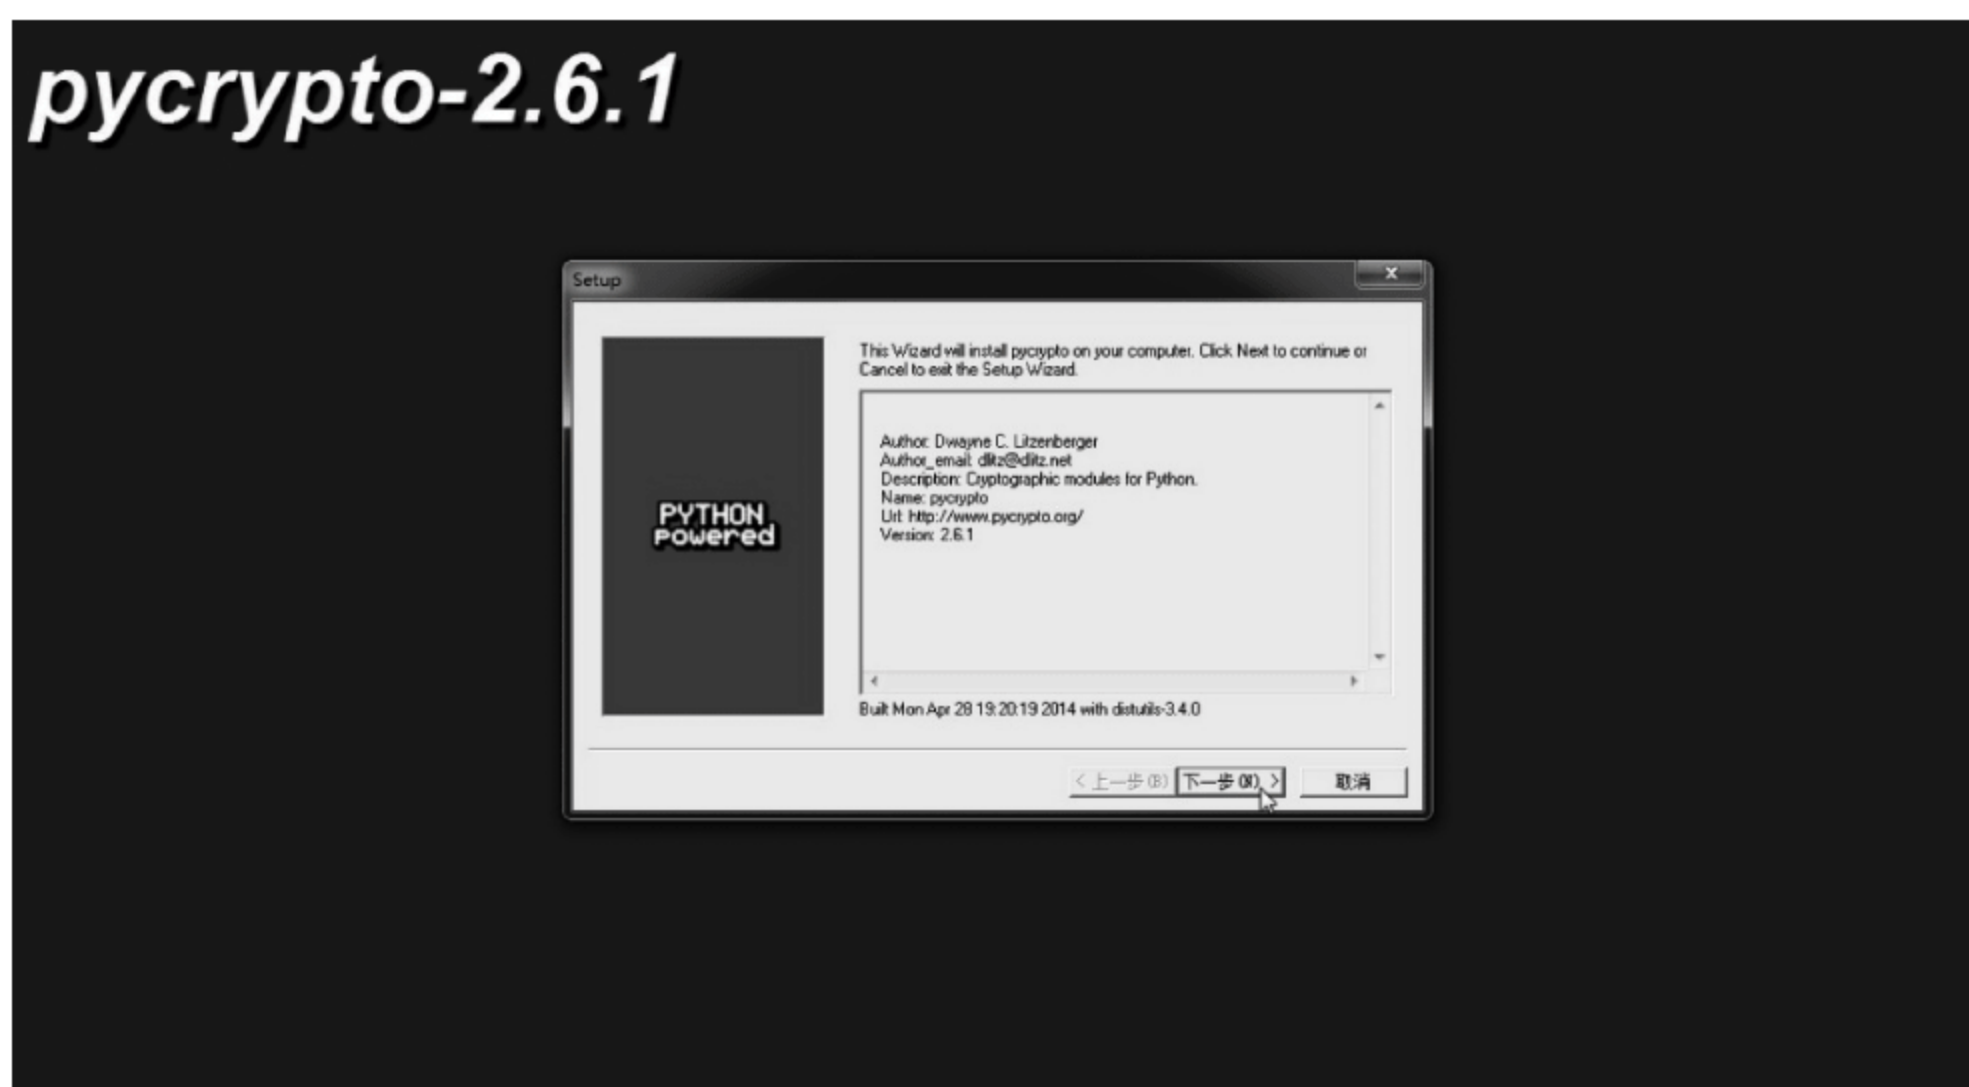 pycrypto-2.6.1
Setup
x
This Wizard will install pycrypto on your computer. Click Next to continue or
Cancel to exit the Setup Wizard.
Author: Dwayne C. Litzenberger
Author_email: dlitz@dlitz.net
Description: Cryptographic modules for Python.
Name: pycrypto
Url: http://www.pycrypto.org/
Version: 2.6.1
PYTHON
powered
Built Mon Apr 28 19:20:19 2014 with distutils-3.4.0
< 上一步(B) 下一步(N) > 取消